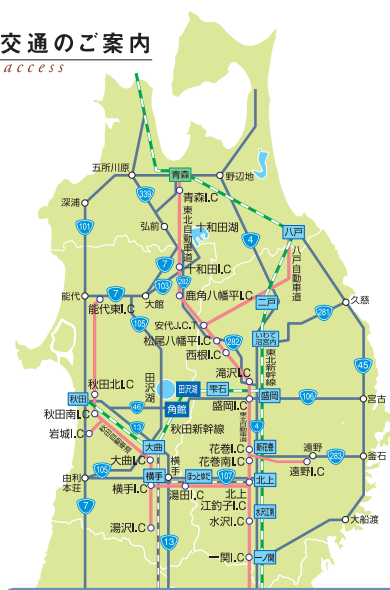 交通のご案内
access
五所川原
青森
野辺地
339
青森I.C
深浦
101
弘前
東北自動車道
十和田湖
4
八戸
7
十和田I.C
八戸自動車道
103
282
能代
7
大館
鹿角八幡平I.C
二戸
久慈
能代東I.C
105
安代J.C.T
281
松尾八幡平I.C
282
いわて沼宮内
西根I.C
東北新幹線
45
田沢湖
滝沢I.C
秋田北I.C
田沢湖
雫石
秋田
盛岡
106
宮古
46
角館
盛岡I.C
秋田南I.C
東北自動車道
13
秋田新幹線
4
岩城I.C
大曲
花巻I.C
新花巻
遠野
283
釜石
大曲I.C
花巻南I.C
遠野I.C
105
横手
由利本荘
横手
ほっとゆだ
107
北上
横手I.C
湯田I.C
北上江釣子I.C
7
水沢I.C
水沢江刺
大船渡
湯沢I.C
13
一関I.C
一ノ関